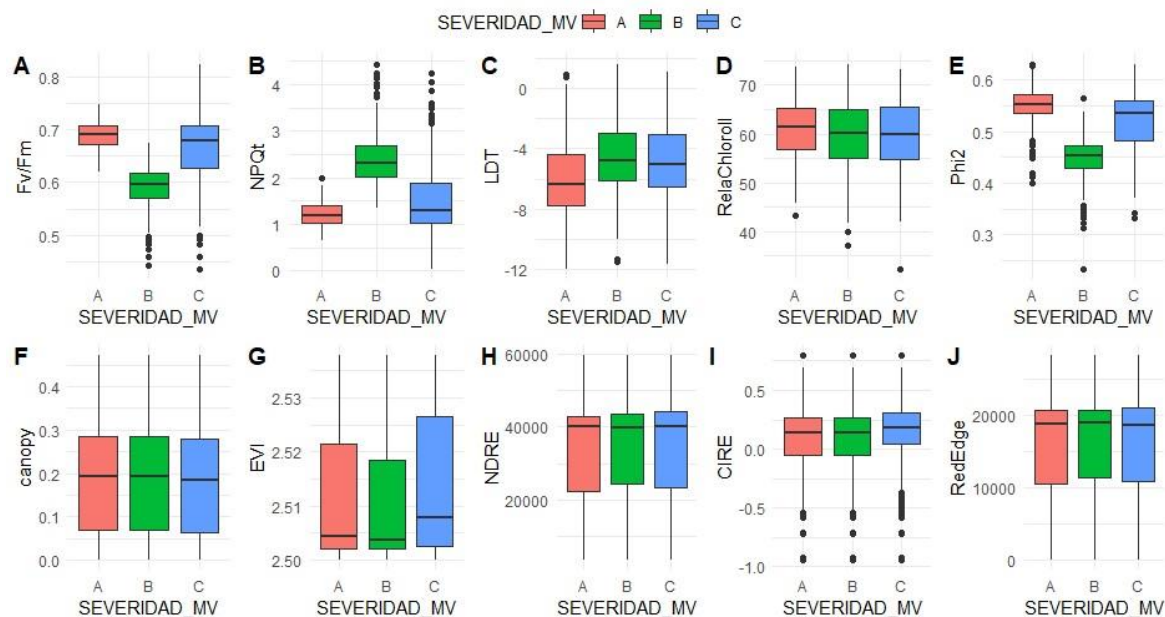 SEVERIDAD_MV A B C
A
Fv/Fm
0.8
0.7
0.6
0.5
A B C
SEVERIDAD_MV
B
NPQt
4
3
2
1
0
A B C
SEVERIDAD_MV
C
LDT
0
-4
-8
-12
A B C
SEVERIDAD_MV
D
RelaChloroll
70
60
50
40
A B C
SEVERIDAD_MV
E
Phi2
0.6
0.5
0.4
0.3
A B C
SEVERIDAD_MV
F
canopy
0.4
0.3
0.2
0.1
0.0
A B C
SEVERIDAD_MV
G
EVI
2.53
2.52
2.51
2.50
A B C
SEVERIDAD_MV
H
NDRE
60000
40000
20000
A B C
SEVERIDAD_MV
I
CIRE
0.5
0.0
-0.5
-1.0
A B C
SEVERIDAD_MV
J
RedEdge
20000
10000
0
A B C
SEVERIDAD_MV